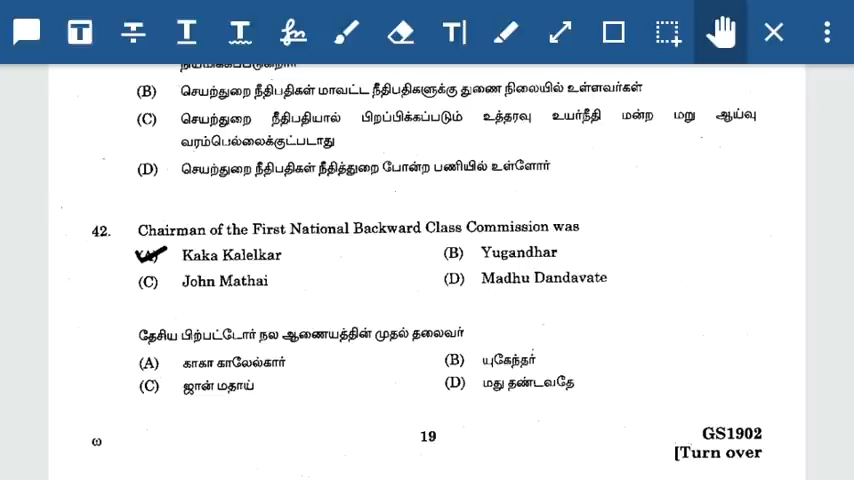 (B) செயற்துறை நீதிபதிகள் மாவட்ட நீதிபதிகளுக்கு துணை நிலையில் உள்ளவர்கள்
(C) செயற்துறை நீதிபதியால் பிறப்பிக்கப்படும் உத்தரவு உயர்நீதி மன்ற மறு ஆய்வு
வரம்பெல்லைக்குட்படாது
(D) செயற்துறை நீதிபதிகள் நீதித்துறை போன்ற பணியில் உள்ளோர்
42. Chairman of the First National Backward Class Commission was
(A) Kaka Kalelkar (B) Yugandhar
(C) John Mathai (D) Madhu Dandavate
தேசிய பிற்பட்டோர் நல ஆணையத்தின் முதல் தலைவர்
(A) காகா காலேல்கார் (B) யுகேந்தர்
(C) ஜான் மதாய் (D) மது தண்டவதே
ω 19 GS1902
[Turn over